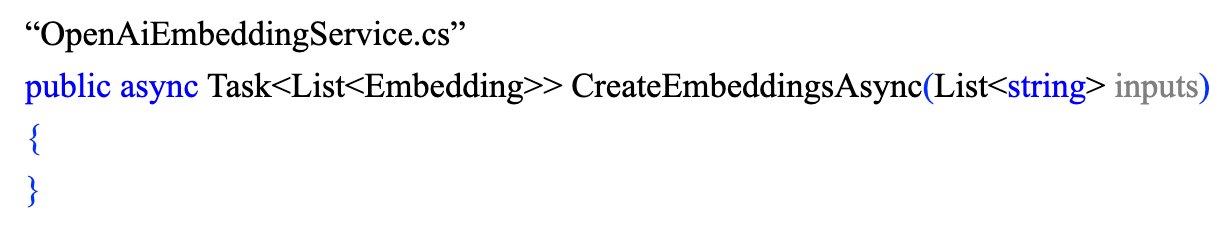 “OpenAiEmbeddingService.cs”
public async Task<List<Embedding>> CreateEmbeddingsAsync(List<string> inputs)
{
}